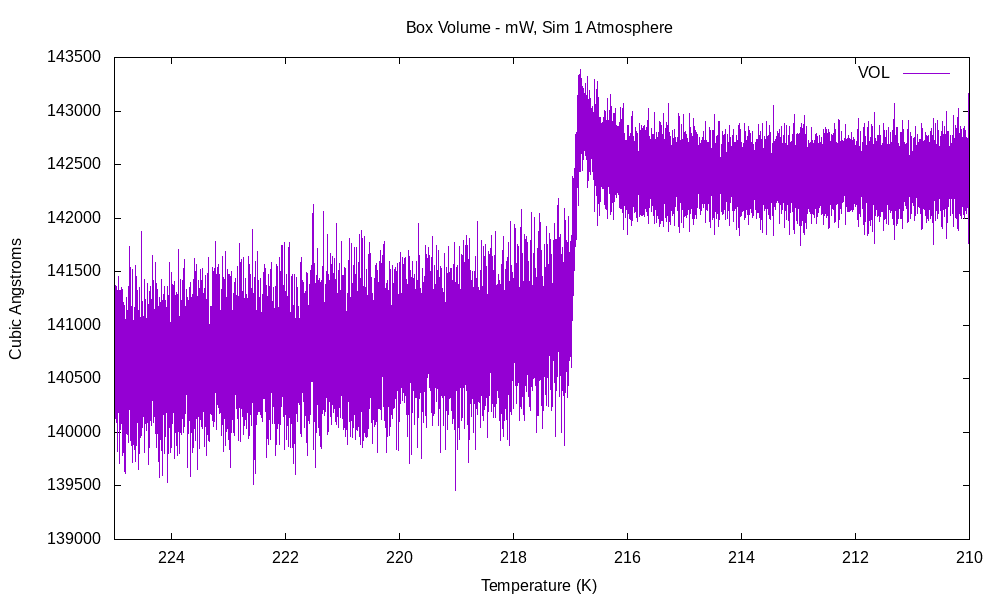 Box Volume - mW, Sim 1 Atmosphere
VOL
143500
143000
142500
142000
141500
141000
140500
140000
139500
139000
Cubic Angstroms
224 222 220 218 216 214 212 210
Temperature (K)